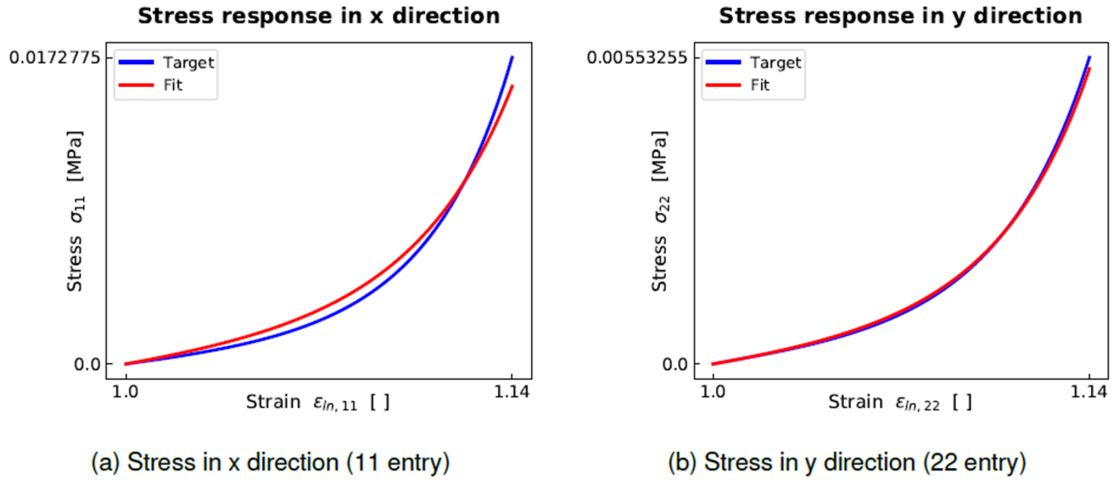 Stress response in x direction
0.0172775
Target
Fit
Stress σ11 [MPa]
0.0
1.0
1.14
Strain εln, 11 [ ]
(a) Stress in x direction (11 entry)
Stress response in y direction
0.00553255
Target
Fit
Stress σ22 [MPa]
0.0
1.0
1.14
Strain εln, 22 [ ]
(b) Stress in y direction (22 entry)